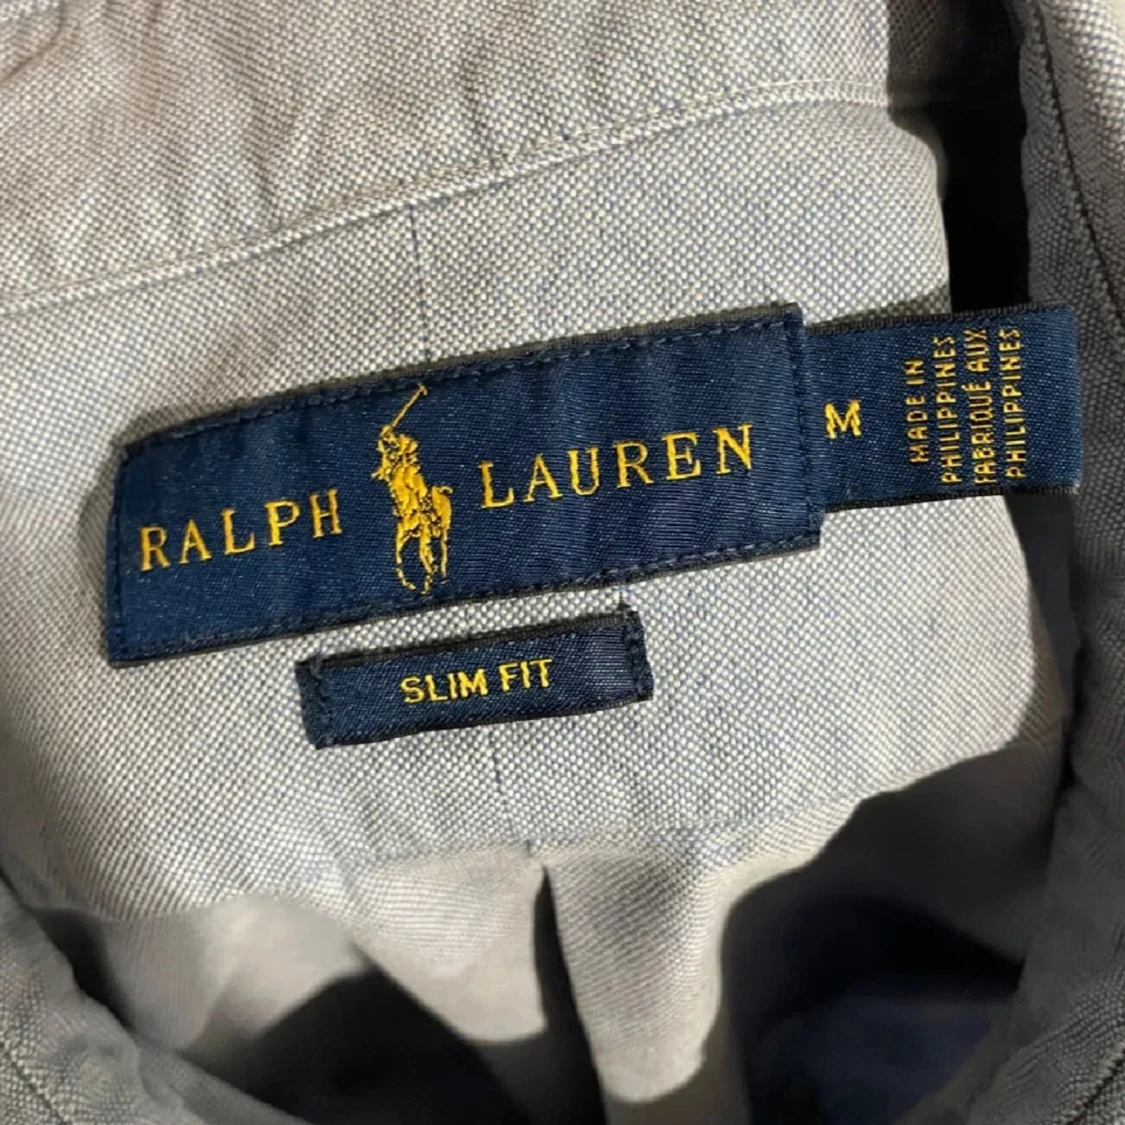 RALPH LAUREN
M
MADE IN
PHILIPPINES
FABRIQUÉ AUX
PHILIPPINES
SLIM FIT